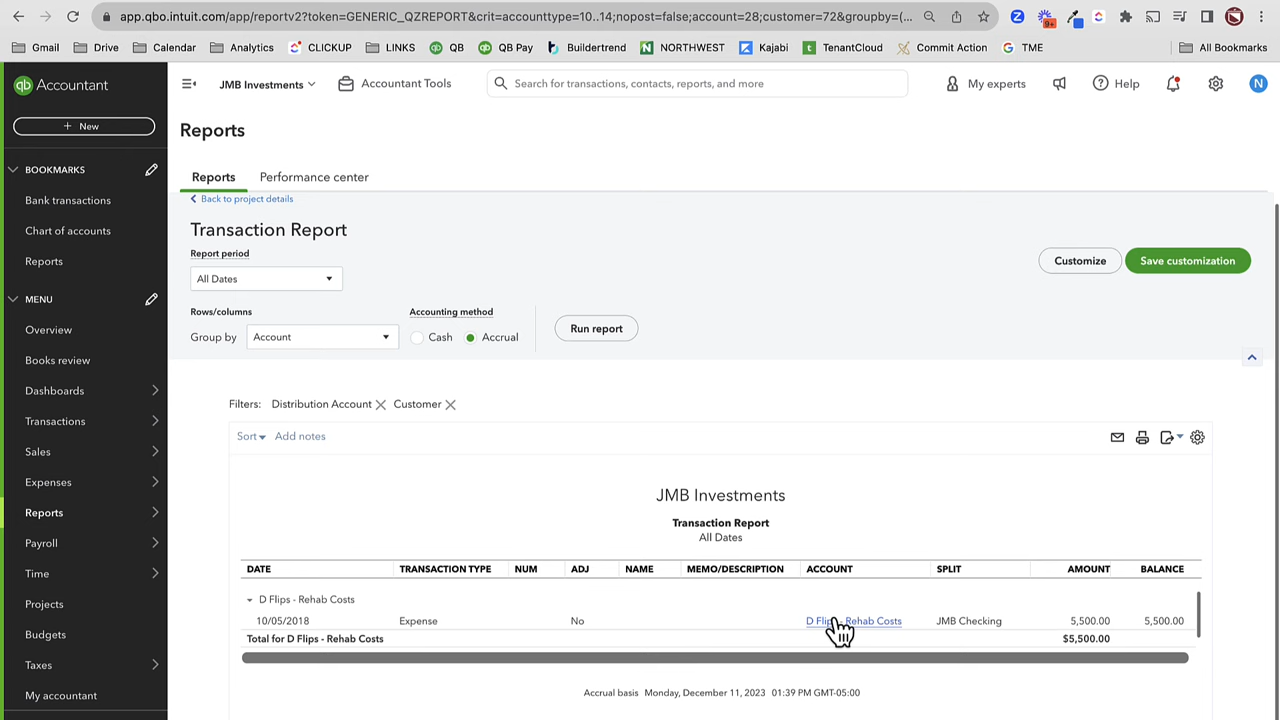 app.qbo.intuit.com/app/reportv2?token=GENERIC_QZREPORT&crit=accounttype=10..14;nopost=false;account=28;customer=72&groupby=(...
9+
Gmail Drive Calendar Analytics CLICKUP LINKS QB QB Pay Buildertrend NORTHWEST Kajabi TenantCloud Commit Action TME All Bookmarks
qb Accountant
JMB Investments
Accountant Tools
Search for transactions, contacts, reports, and more
My experts
Help
N
+ New
BOOKMARKS
Bank transactions
Chart of accounts
Reports
MENU
Overview
Books review
Dashboards
Transactions
Sales
Expenses
Reports
Payroll
Time
Projects
Budgets
Taxes
My accountant
Reports
Reports Performance center
Back to project details
Transaction Report
Report period
All Dates
Customize
Save customization
Rows/columns
Accounting method
Group by Account
Cash Accrual
Run report
Filters: Distribution Account Customer
Sort Add notes
JMB Investments
Transaction Report
All Dates
DATE TRANSACTION TYPE NUM ADJ NAME MEMO/DESCRIPTION ACCOUNT SPLIT AMOUNT BALANCE
D Flips - Rehab Costs
10/05/2018 Expense No D Flips - Rehab Costs JMB Checking 5,500.00 5,500.00
Total for D Flips - Rehab Costs $5,500.00
Accrual basis Monday, December 11, 2023 01:39 PM GMT-05:00